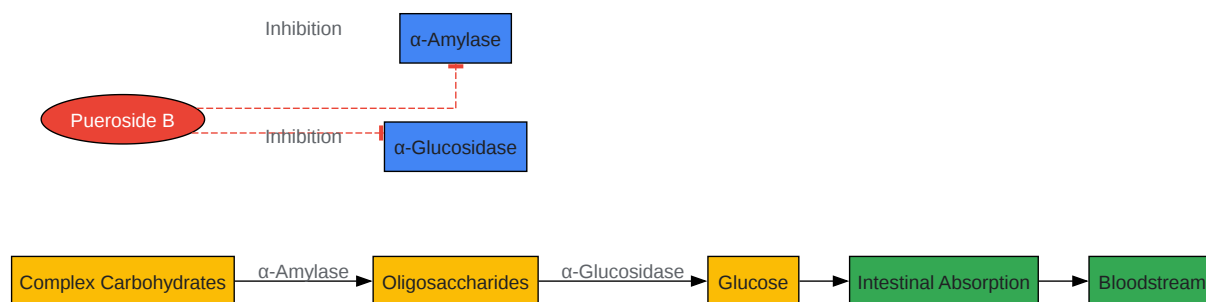 Inhibition
α-Amylase
Pueroside B
Inhibition
α-Glucosidase
Complex Carbohydrates
α-Amylase
Oligosaccharides
α-Glucosidase
Glucose
Intestinal Absorption
Bloodstream